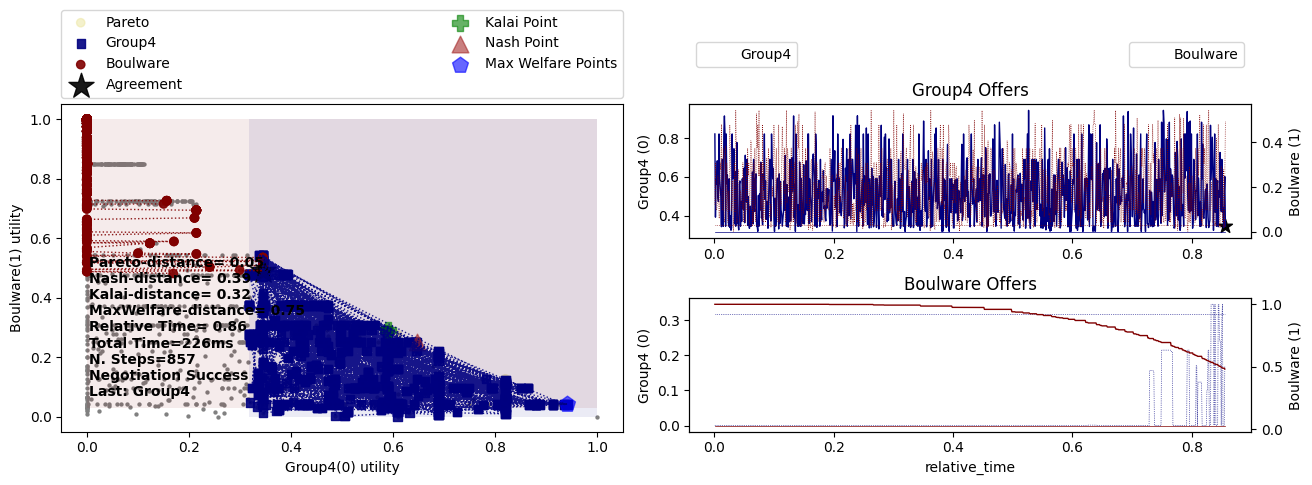 Pareto
Group4
Boulware
Agreement
Kalai Point
Nash Point
Max Welfare Points
Boulware(1) utility
1.0
0.8
0.6
0.4
0.2
0.0
Pareto-distance= 0.05
Nash-distance= 0.39
Kalai-distance= 0.32
MaxWelfare-distance= 0.75
Relative Time= 0.86
Total Time=226ms
N. Steps=857
Negotiation Success
Last: Group4
0.0 0.2 0.4 0.6 0.8 1.0
Group4(0) utility
Group4
Boulware
Group4 Offers
Group4 (0)
0.8
0.6
0.4
0.4
0.2
0.0
Boulware (1)
0.0 0.2 0.4 0.6 0.8
Boulware Offers
Group4 (0)
0.3
0.2
0.1
0.0
1.0
0.5
0.0
Boulware (1)
0.0 0.2 0.4 0.6 0.8
relative_time